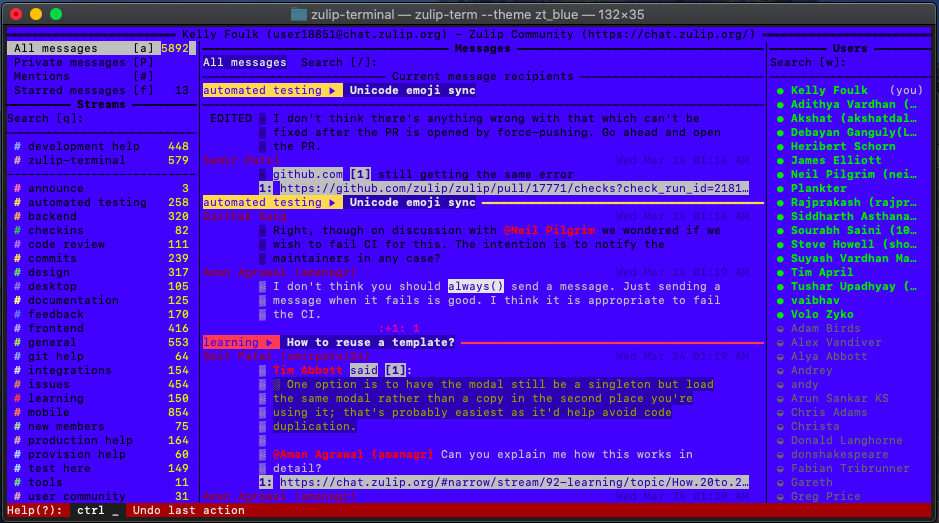 zulip-terminal — zulip-term --theme zt_blue — 132×35
Kelly Foulk (user18851@chat.zulip.org) – Zulip Community (https://chat.zulip.org/)
All messages [a] 5892
Private messages [P]
Mentions [#]
Starred messages [f] 13
Streams
Search [q]:
# development help 448
# zulip-terminal 579
# announce 3
# automated testing 258
# backend 320
# checkins 82
# code review 111
# commits 239
# design 317
# desktop 105
# documentation 125
# feedback 170
# frontend 416
# general 553
# git help 64
# integrations 154
# issues 454
# learning 150
# mobile 854
# new members 75
# production help 164
# provision help 60
# test here 149
# tools 11
# user community 31
Messages
All messages Search [/]:
Current message recipients
automated testing ▶ Unicode emoji sync
EDITED I don't think there's anything wrong with that which can't be
fixed after the PR is opened by force-pushing. Go ahead and open
the PR.
Wed Mar 24 01:14 AM
github.com [1] still getting the same error
1: https://github.com/zulip/zulip/pull/17771/checks?check_run_id=2181…
automated testing ▶ Unicode emoji sync
Wed Mar 24 01:14 AM
Right, though on discussion with @Neil Pilgrim we wondered if we
wish to fail CI for this. The intention is to notify the
maintainers in any case?
Aman Agrawal (amanagr) Wed Mar 24 01:19 AM
I don't think you should always() send a message. Just sending a
message when it fails is good. I think it is appropriate to fail
the CI.
:+1: 1
learning ▶ How to reuse a template?
Wed Mar 24 01:19 AM
Tim Abbott said [1]:
One option is to have the modal still be a singleton but load
the same modal rather than a copy in the second place you're
using it; that's probably easiest as it'd help avoid code
duplication.
@Aman Agrawal (amanagr) Can you explain me how this works in
detail?
1: https://chat.zulip.org/#narrow/stream/92-learning/topic/How.20to.2…
Aman Agrawal (amanagr) Wed Mar 24 01:20 AM
Users
Search [w]:
Kelly Foulk (you)
Adithya Vardhan (…
Akshat (akshatdal…
Debayan Ganguly(L…
Heribert Schorn
James Elliott
Neil Pilgrim (nei…
Plankter
Rajprakash (rajpr…
Siddharth Asthana…
Sourabh Saini (10…
Steve Howell (sho…
Suyash Vardhan Ma…
Tim April
Tushar Upadhyay (…
vaibhav
Volo Zyko
Adam Birds
Alex Vandiver
Alya Abbott
Andrey
andy
Arun Sankar KS
Chris Adams
Christa
Donald Langhorne
donshakespeare
Fabian Tribrunner
Gareth
Greg Price
Help(?): ctrl _ Undo last action